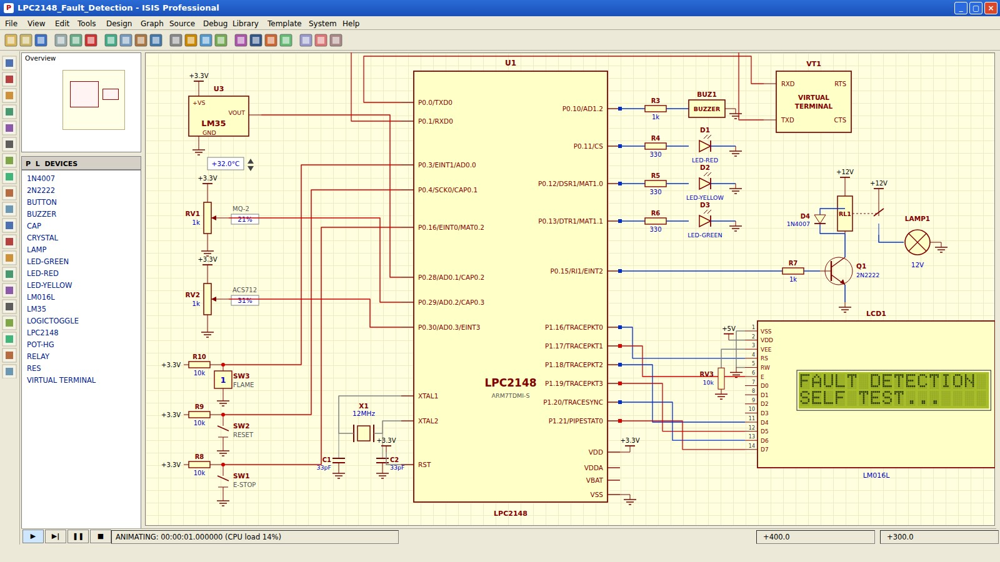 LPC2148_Fault_Detection - ISIS Professional
File View Edit Tools Design Graph Source Debug Library Template System Help
Overview
P L DEVICES
1N4007
2N2222
BUTTON
BUZZER
CAP
CRYSTAL
LAMP
LED-GREEN
LED-RED
LED-YELLOW
LM016L
LM35
LOGICTOGGLE
LPC2148
POT-HG
RELAY
RES
VIRTUAL TERMINAL
+3.3V
U3
+VS
VOUT
LM35
GND
+32.0°C
+3.3V
RV1
1k
MQ-2
21%
+3.3V
RV2
1k
ACS712
31%
+3.3V
R10
10k
1
SW3
FLAME
+3.3V
R9
10k
SW2
RESET
+3.3V
R8
10k
SW1
E-STOP
X1
12MHz
+3.3V
C1
33pF
C2
33pF
U1
P0.0/TXD0
P0.1/RXD0
P0.3/EINT1/AD0.0
P0.4/SCK0/CAP0.1
P0.16/EINT0/MAT0.2
P0.28/AD0.1/CAP0.2
P0.29/AD0.2/CAP0.3
P0.30/AD0.3/EINT3
XTAL1
XTAL2
RST
LPC2148
ARM7TDMI-S
P0.10/AD1.2
P0.11/CS
P0.12/DSR1/MAT1.0
P0.13/DTR1/MAT1.1
P0.15/RI1/EINT2
P1.16/TRACEPKT0
P1.17/TRACEPKT1
P1.18/TRACEPKT2
P1.19/TRACEPKT3
P1.20/TRACESYNC
P1.21/PIPESTAT0
VDD
VDDA
VBAT
VSS
LPC2148
+3.3V
R3
1k
BUZ1
BUZZER
R4
330
D1
LED-RED
R5
330
D2
LED-YELLOW
R6
330
D3
LED-GREEN
VT1
RXD
RTS
VIRTUAL
TERMINAL
TXD
CTS
+12V
+12V
D4
1N4007
RL1
LAMP1
12V
R7
1k
Q1
2N2222
LCD1
+5V
RV3
10k
1 VSS
2 VDD
3 VEE
4 RS
5 RW
6 E
7 D0
8 D1
9 D2
10 D3
11 D4
12 D5
13 D6
14 D7
FAULT DETECTION
SELF TEST...
LM016L
ANIMATING: 00:00:01.000000 (CPU load 14%)
+400.0
+300.0